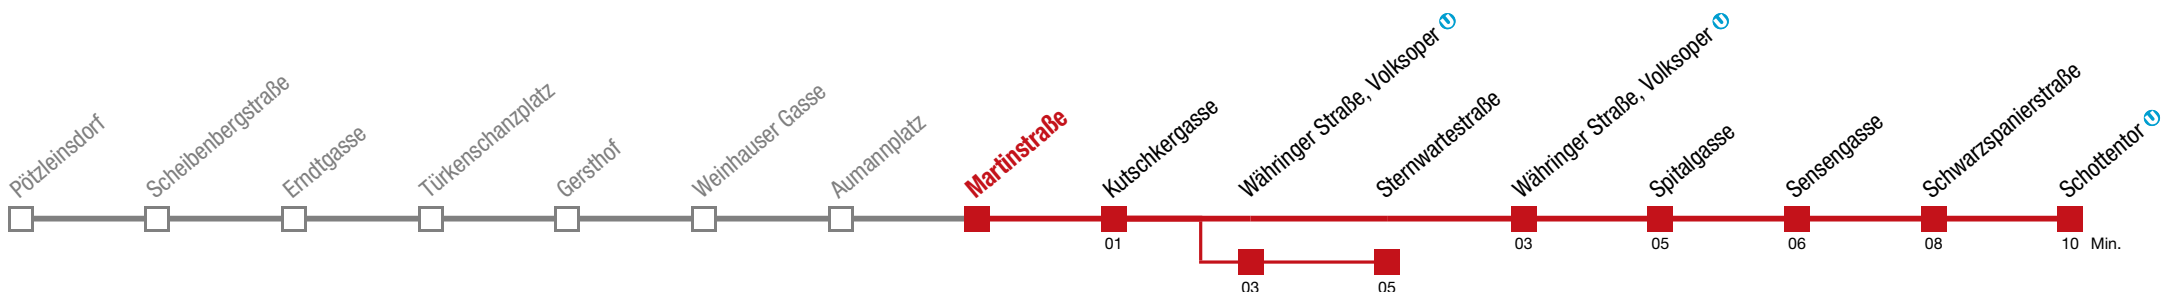 Pötzleinsdorf
Scheibenbergstraße
Erndtgasse
Türkenschanzplatz
Gersthof
Weinhauser Gasse
Aumannplatz
Martinstraße
Kutschkergasse
Währinger Straße, Volksoper
Sternwartestraße
Währinger Straße, Volksoper
Spitalgasse
Sensengasse
Schwarzspanierstraße
Schottentor
01
03
05
06
08
10 Min.
03
05